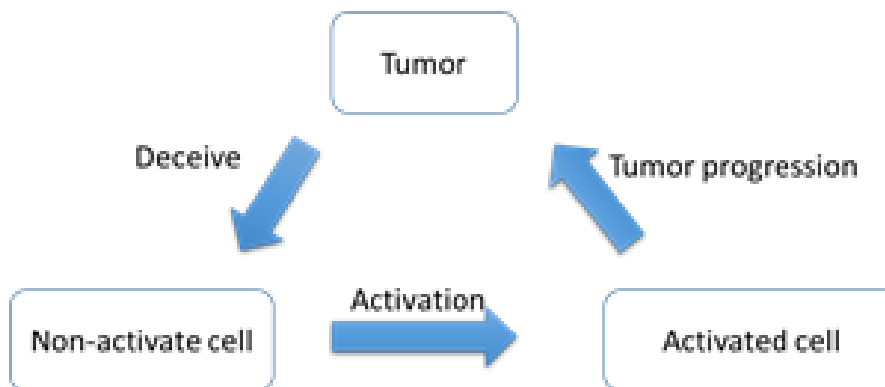 Tumor
Deceive
Tumor progression
Activation
Non-activate cell
Activated cell